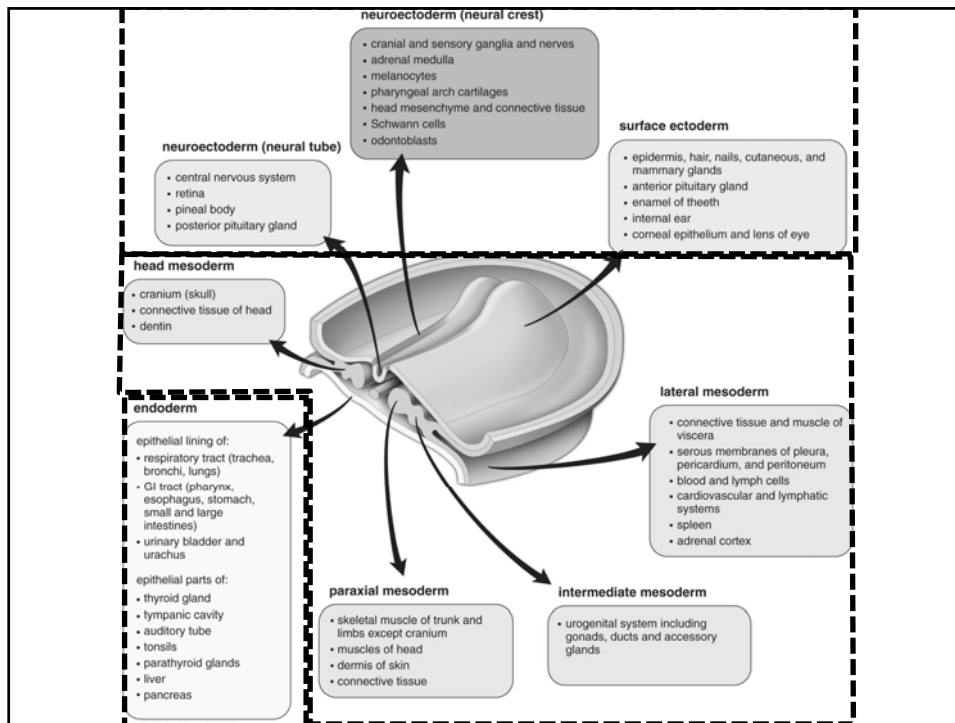 neuroectoderm (neural crest)
• cranial and sensory ganglia and nerves
• adrenal medulla
• melanocytes
• pharyngeal arch cartilages
• head mesenchyme and connective tissue
• Schwann cells
• odontoblasts
neuroectoderm (neural tube)
• central nervous system
• retina
• pineal body
• posterior pituitary gland
surface ectoderm
• epidermis, hair, nails, cutaneous, and
mammary glands
• anterior pituitary gland
• enamel of theeth
• internal ear
• corneal epithelium and lens of eye
head mesoderm
• cranium (skull)
• connective tissue of head
• dentin
endoderm
epithelial lining of:
• respiratory tract (trachea,
bronchi, lungs)
• GI tract (pharynx,
esophagus, stomach,
small and large
intestines)
• urinary bladder and
urachus
epithelial parts of:
• thyroid gland
• tympanic cavity
• auditory tube
• tonsils
• parathyroid glands
• liver
• pancreas
paraxial mesoderm
• skeletal muscle of trunk and
limbs except cranium
• muscles of head
• dermis of skin
• connective tissue
intermediate mesoderm
• urogenital system including
gonads, ducts and accessory
glands
lateral mesoderm
• connective tissue and muscle of
viscera
• serous membranes of pleura,
pericardium, and peritoneum
• blood and lymph cells
• cardiovascular and lymphatic
systems
• spleen
• adrenal cortex